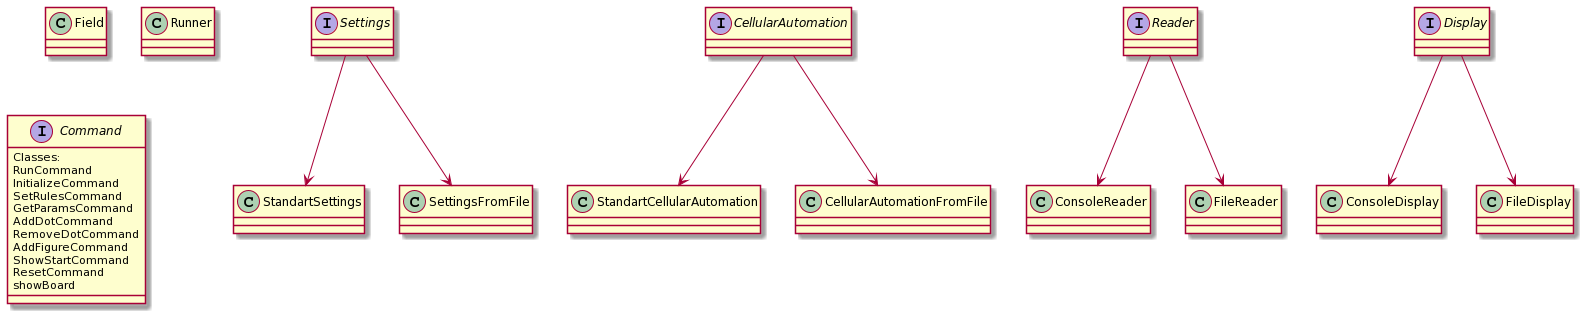 C Field
C Runner
I Settings
I CellularAutomation
I Reader
I Display
I Command
Classes:
RunCommand
InitializeCommand
SetRulesCommand
GetParamsCommand
AddDotCommand
RemoveDotCommand
AddFigureCommand
ShowStartCommand
ResetCommand
showBoard
C StandartSettings
C SettingsFromFile
C StandartCellularAutomation
C CellularAutomationFromFile
C ConsoleReader
C FileReader
C ConsoleDisplay
C FileDisplay